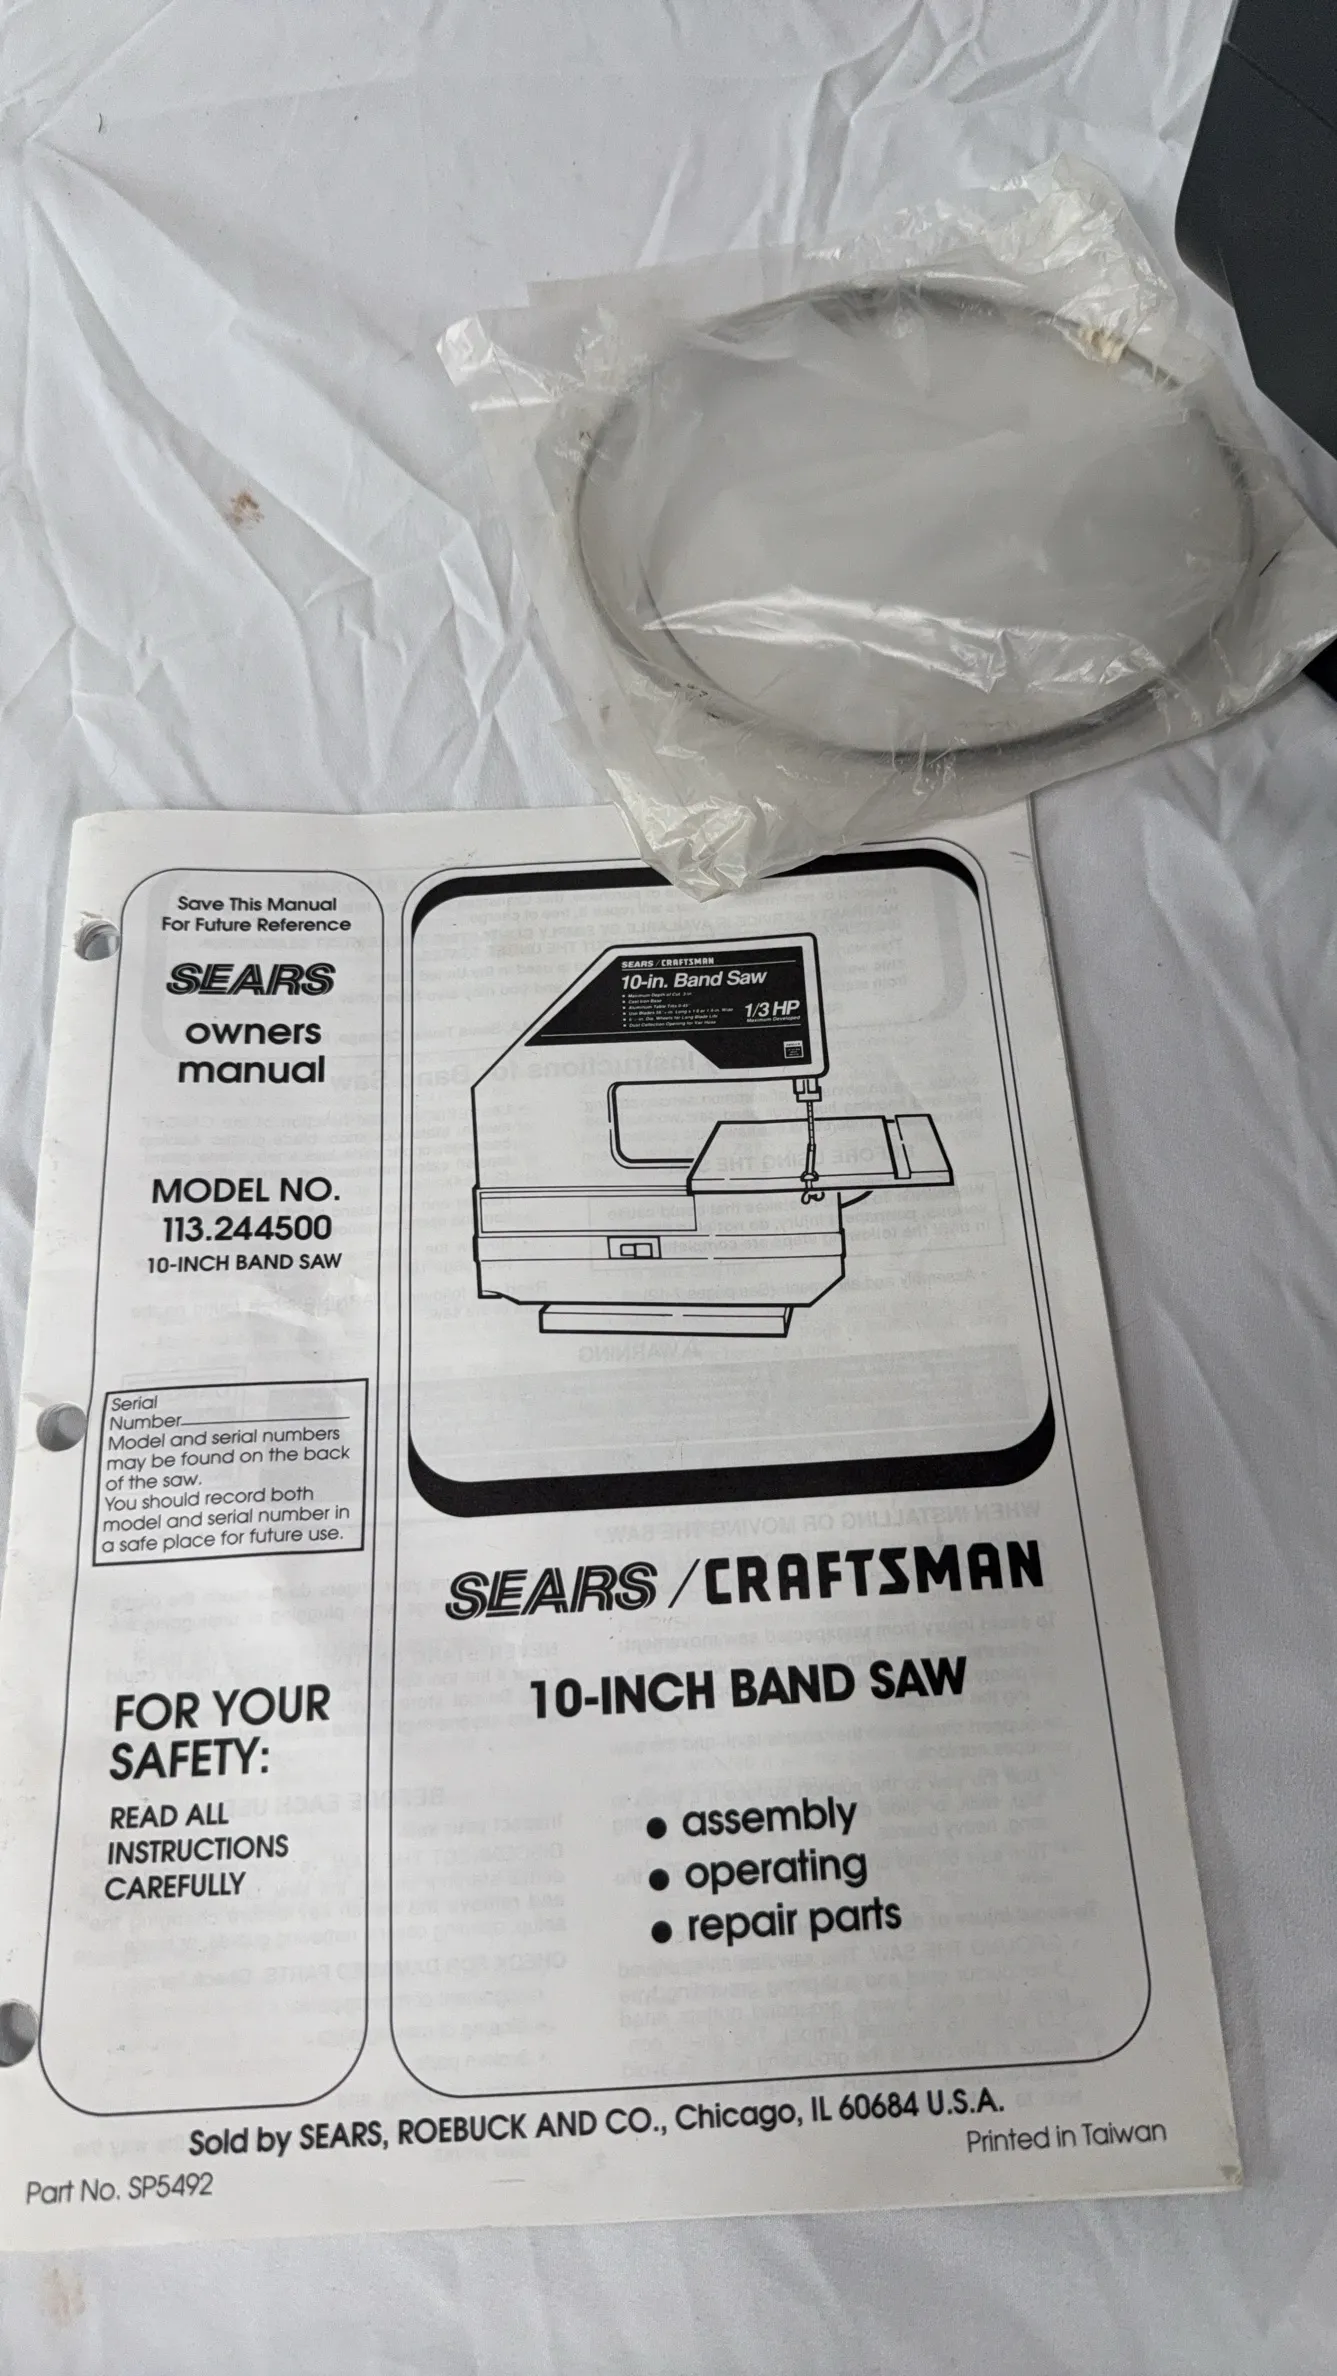 Save This Manual
For Future Reference
SEARS
owners
manual
MODEL NO.
113.244500
10-INCH BAND SAW
Serial
Number
Model and serial numbers
may be found on the back
of the saw.
You should record both
model and serial number in
a safe place for future use.
FOR YOUR
SAFETY:
READ ALL
INSTRUCTIONS
CAREFULLY
SEARS / CRAFTSMAN
10-in. Band Saw
1/3 HP
Maximum Developed
SEARS / CRAFTSMAN
10-INCH BAND SAW
• assembly
• operating
• repair parts
Sold by SEARS, ROEBUCK AND CO., Chicago, IL 60684 U.S.A.
Part No. SP5492
Printed in Taiwan